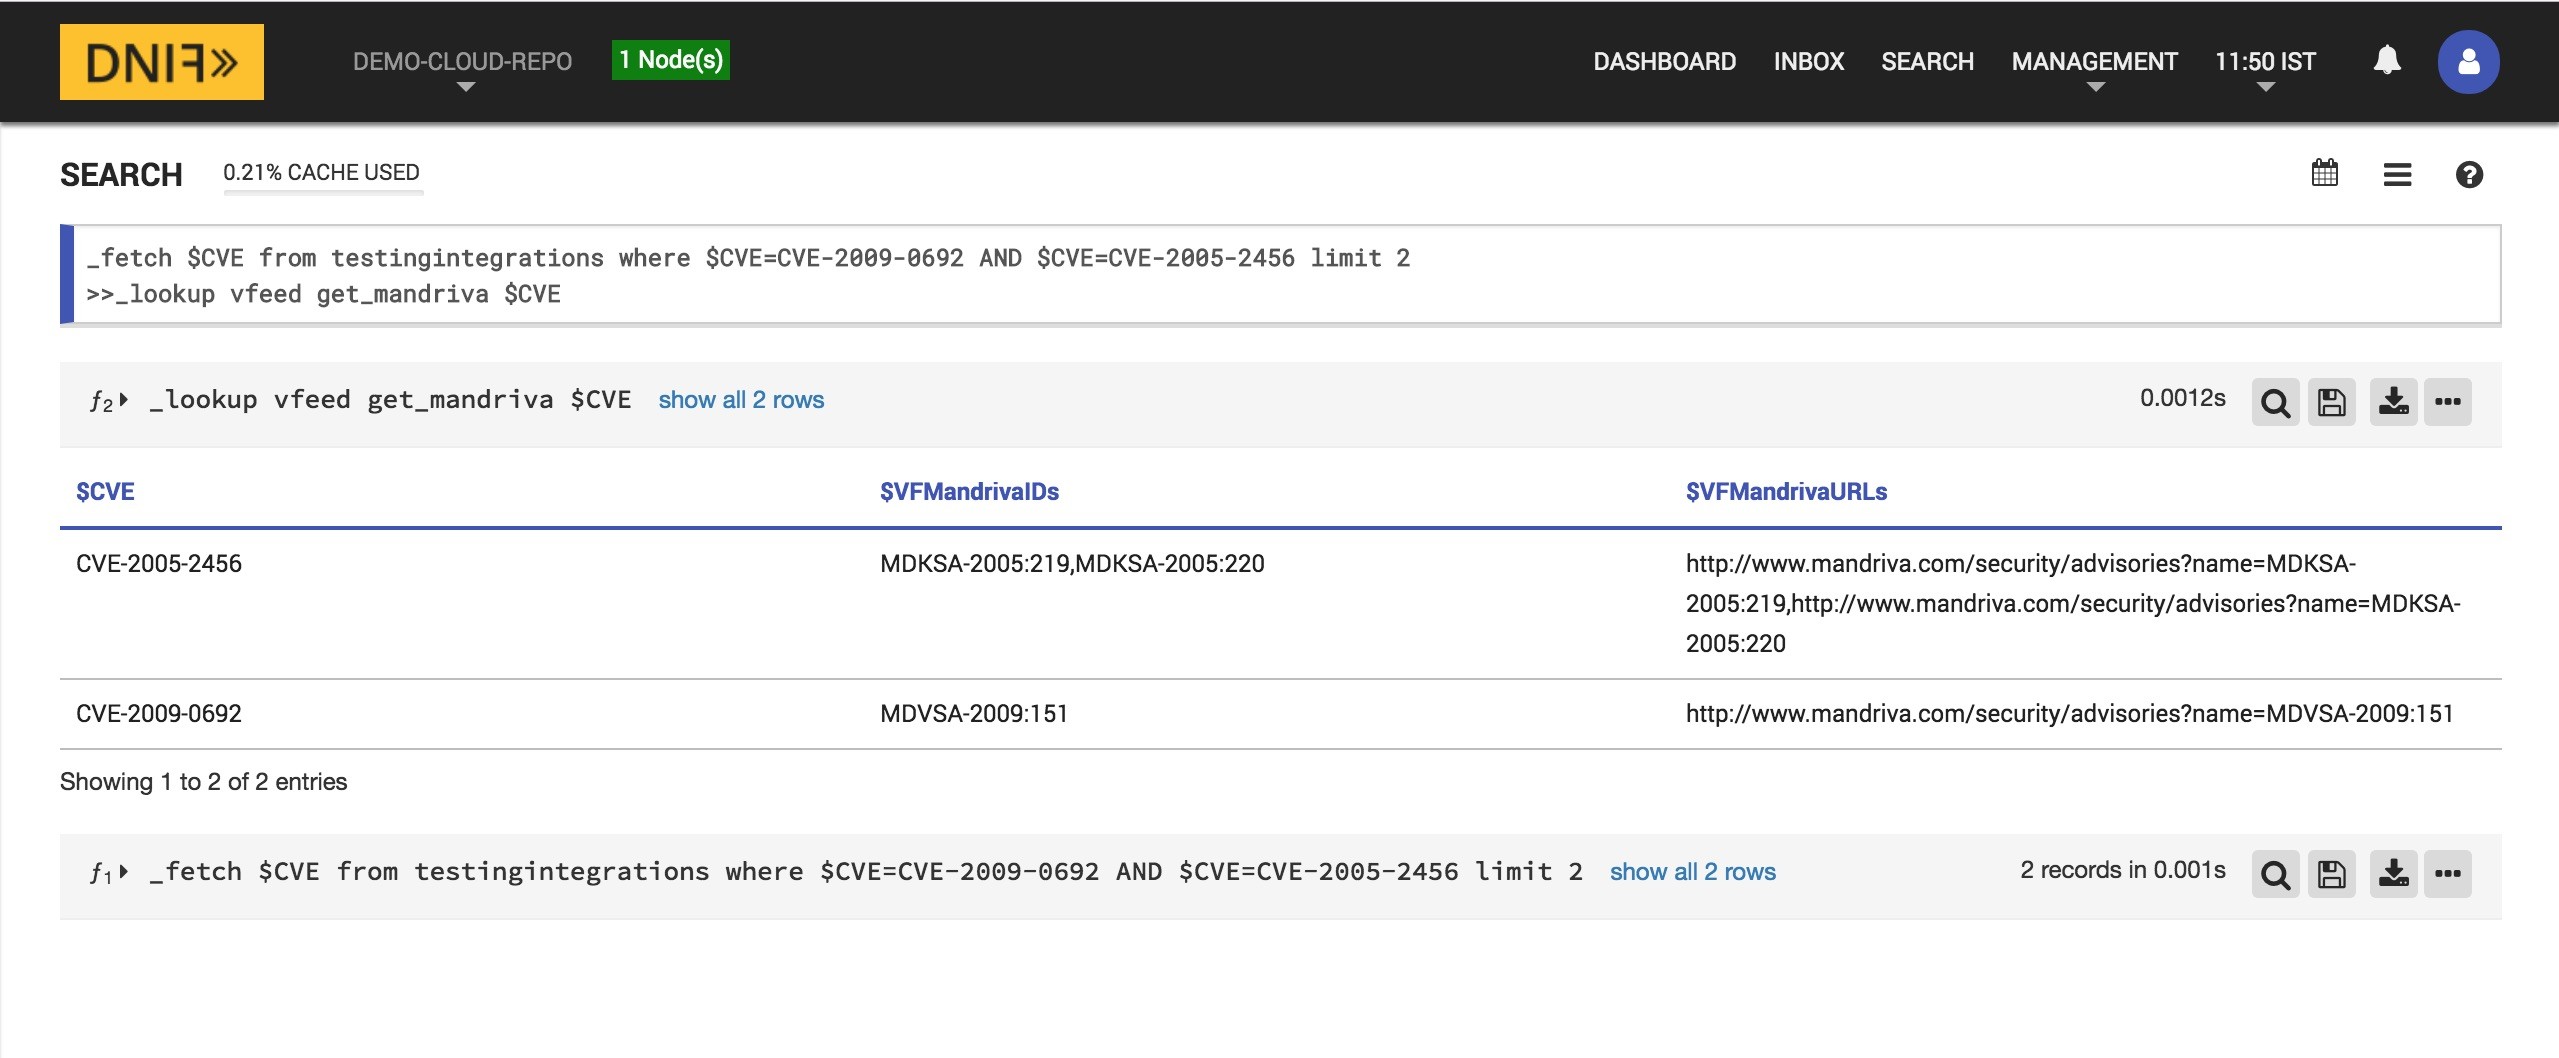 DNIF»
DEMO-CLOUD-REPO
1 Node(s)
DASHBOARD
INBOX
SEARCH
MANAGEMENT
11:50 IST
SEARCH
0.21% CACHE USED
_fetch $CVE from testingintegrations where $CVE=CVE-2009-0692 AND $CVE=CVE-2005-2456 limit 2
>>_lookup vfeed get_mandriva $CVE
f2 _lookup vfeed get_mandriva $CVE show all 2 rows
0.0012s
$CVE
$VFMandrivaIDs
$VFMandrivaURLs
CVE-2005-2456
MDKSA-2005:219,MDKSA-2005:220
http://www.mandriva.com/security/advisories?name=MDKSA-
2005:219,http://www.mandriva.com/security/advisories?name=MDKSA-
2005:220
CVE-2009-0692
MDVSA-2009:151
http://www.mandriva.com/security/advisories?name=MDVSA-2009:151
Showing 1 to 2 of 2 entries
f1 _fetch $CVE from testingintegrations where $CVE=CVE-2009-0692 AND $CVE=CVE-2005-2456 limit 2 show all 2 rows
2 records in 0.001s